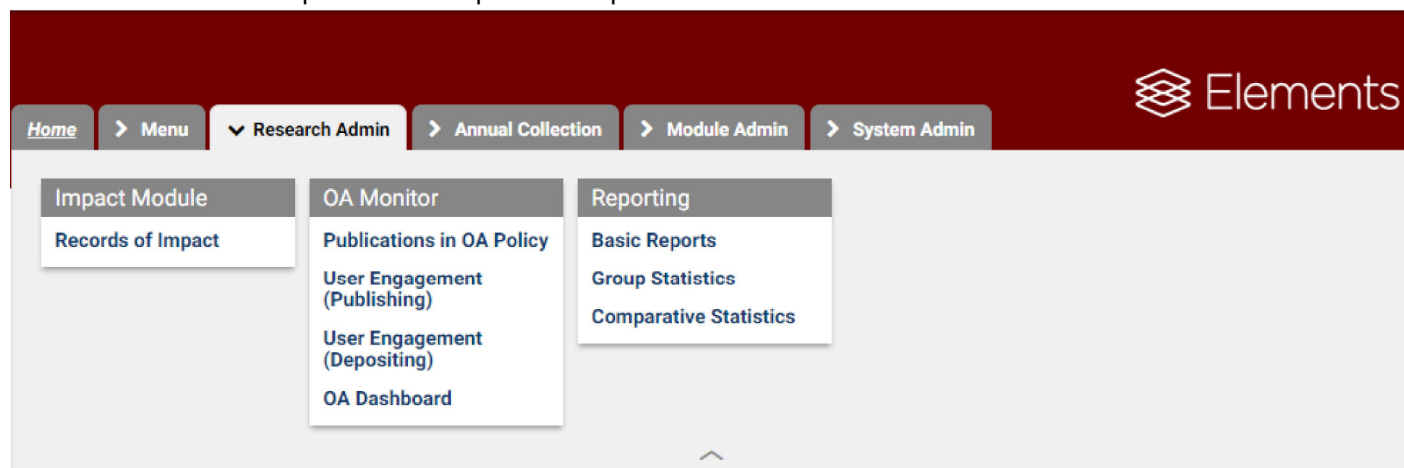 Elements
Home
Menu
Research Admin
Annual Collection
Module Admin
System Admin
Impact Module
Records of Impact
OA Monitor
Publications in OA Policy
User Engagement
(Publishing)
User Engagement
(Depositing)
OA Dashboard
Reporting
Basic Reports
Group Statistics
Comparative Statistics